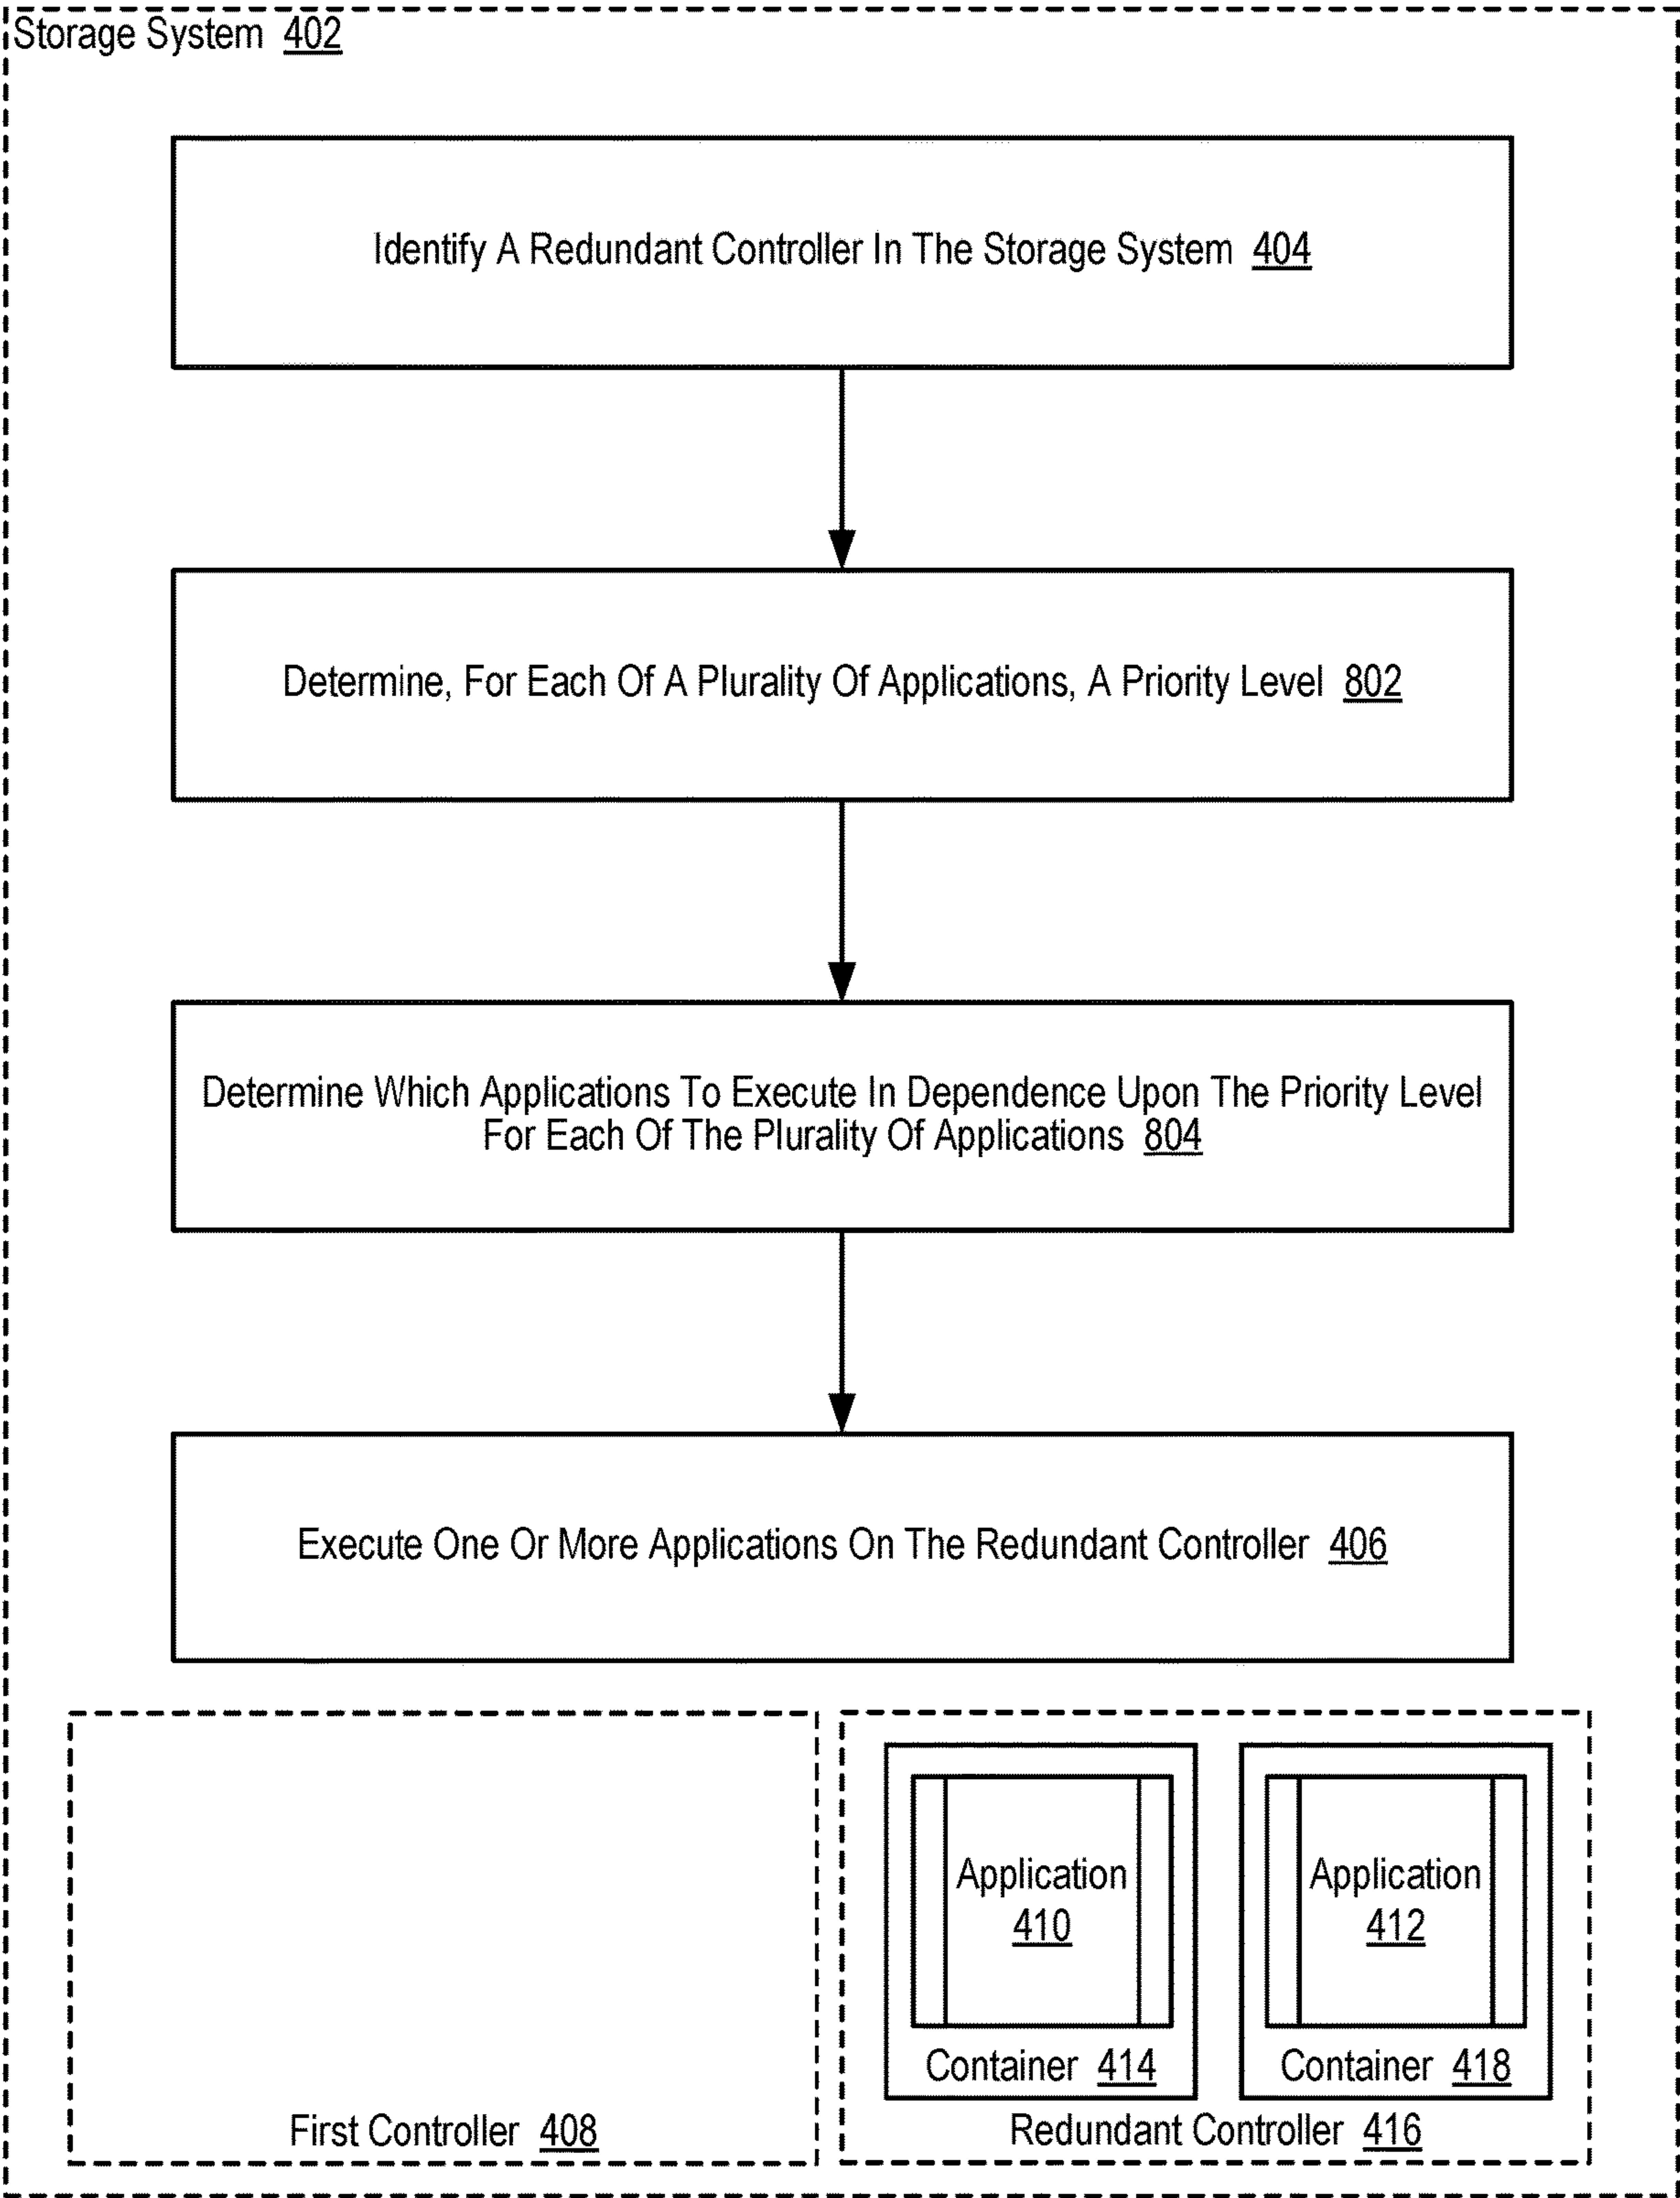 Storage System 402
Identify A Redundant Controller In The Storage System 404
Determine, For Each Of A Plurality Of Applications, A Priority Level 802
Determine Which Applications To Execute In Dependence Upon The Priority Level
For Each Of The Plurality Of Applications 804
Execute One Or More Applications On The Redundant Controller 406
Application
410
Container 414
Application
412
Container 418
First Controller 408
Redundant Controller 416